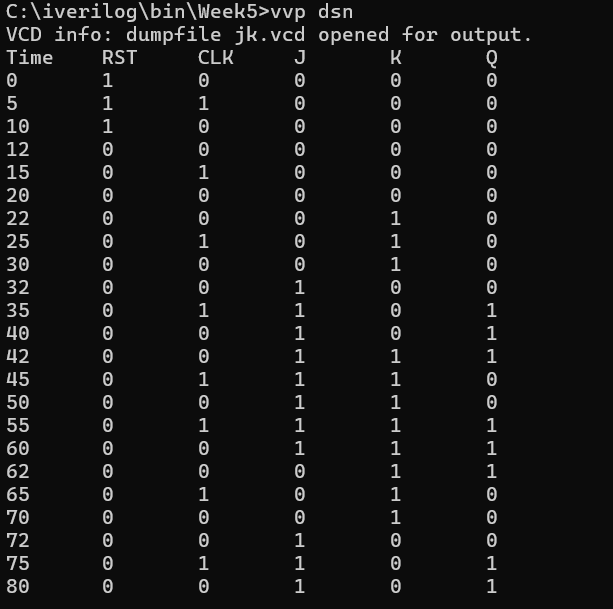 C:\iverilog\bin\Week5>vvp dsn
VCD info: dumpfile jk.vcd opened for output.
Time RST CLK J K Q
0 1 0 0 0 0
5 1 1 0 0 0
10 1 0 0 0 0
12 0 0 0 0 0
15 0 1 0 0 0
20 0 0 0 0 0
22 0 0 0 1 0
25 0 1 0 1 0
30 0 0 0 1 0
32 0 0 1 0 0
35 0 1 1 0 1
40 0 0 1 0 1
42 0 0 1 1 1
45 0 1 1 1 0
50 0 0 1 1 0
55 0 1 1 1 1
60 0 0 1 1 1
62 0 0 0 1 1
65 0 1 0 1 0
70 0 0 0 1 0
72 0 0 1 0 0
75 0 1 1 0 1
80 0 0 1 0 1